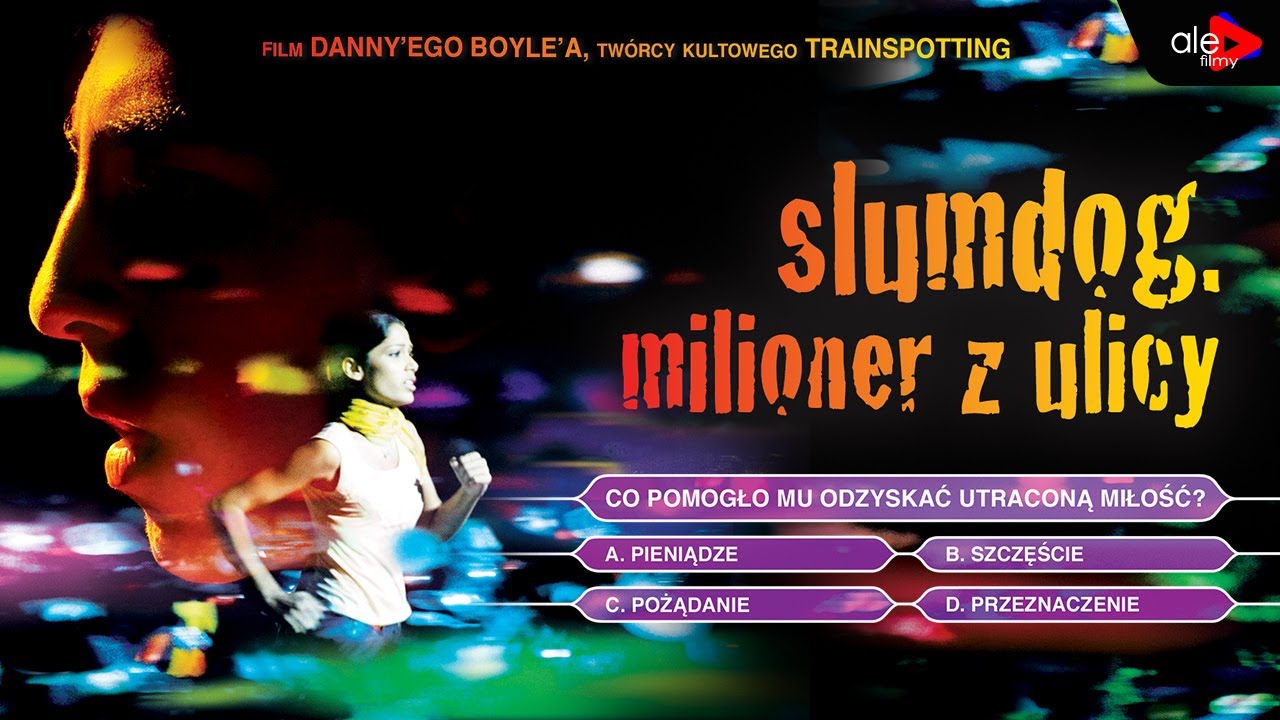 FILM DANNY'EGO BOYLE'A, TWÓRCY KULTOWEGO TRAINSPOTTING
ale
filmy
slumdog.
milioner z ulicy
CO POMOGŁO MU ODZYSKAĆ UTRACONĄ MIŁOŚĆ?
A. PIENIĄDZE
B. SZCZĘŚCIE
C. POŻĄDANIE
D. PRZEZNACZENIE